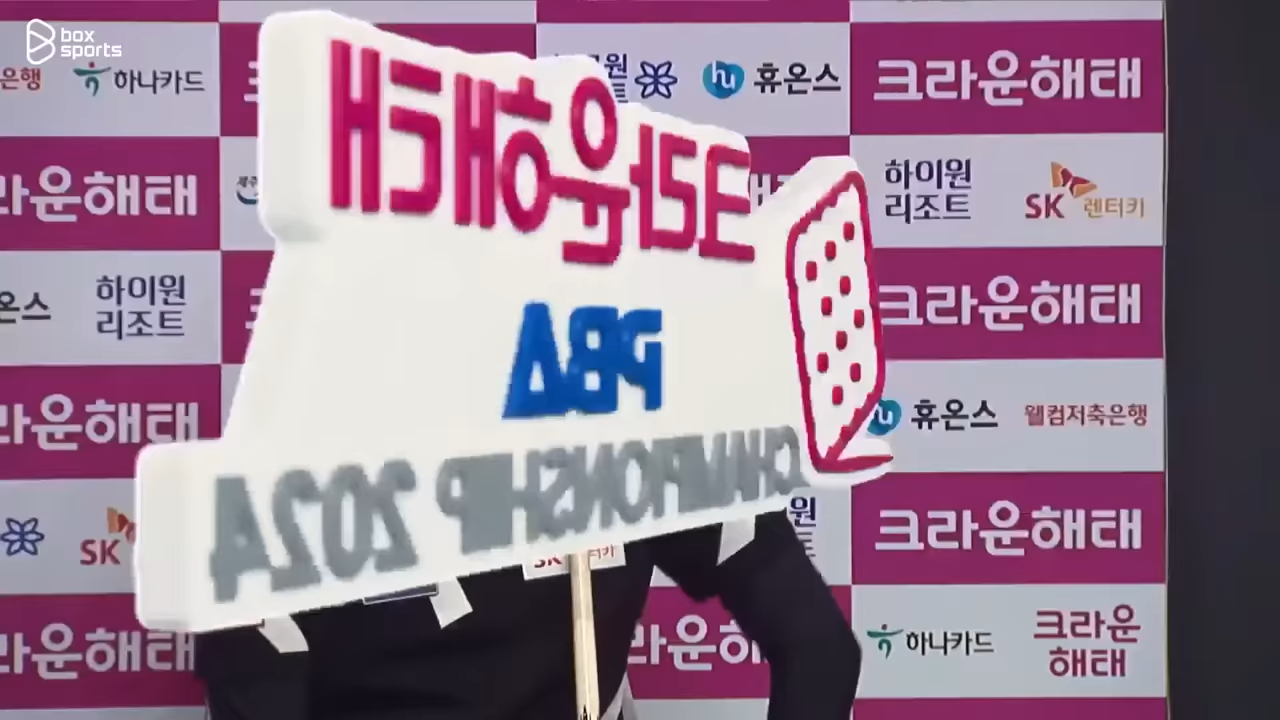 box
sports
은행 하나카드
휴온스
크라운해태
라운해태
하이원
리조트
SK렌터카
온스
하이원
리조트
크라운해태
휴온스
웰컴저축은행
라운해태
SK
크라운해태
라운해태
하나카드
크라운
해태
크라운해태
PBA
CHAMPIONSHIP 2024